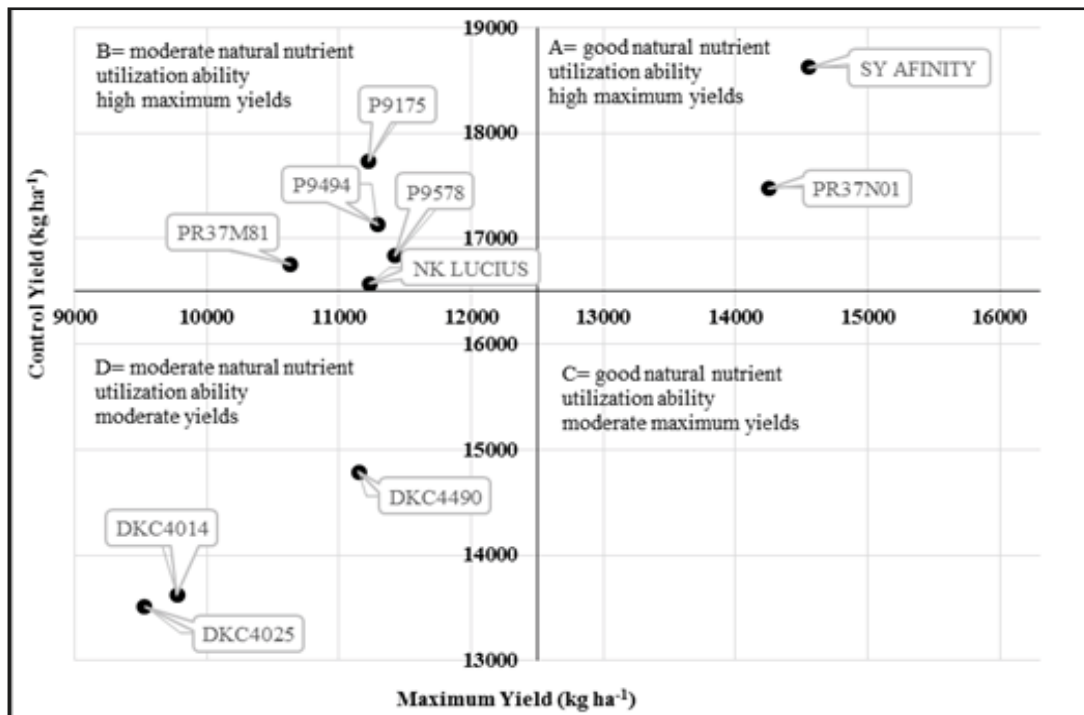 19000
B= moderate natural nutrient
utilization ability
high maximum yields
A= good natural nutrient
utilization ability
high maximum yields
SY AFINITY
P9175
18000
P9494
P9578
PR37N01
PR37M81
17000
NK LUCIUS
9000 10000 11000 12000 13000 14000 15000 16000
16000
D= moderate natural nutrient
utilization ability
moderate yields
C= good natural nutrient
utilization ability
moderate maximum yields
15000
DKC4490
DKC4014
14000
DKC4025
13000
Control Yield (kg ha-1)
Maximum Yield (kg ha-1)